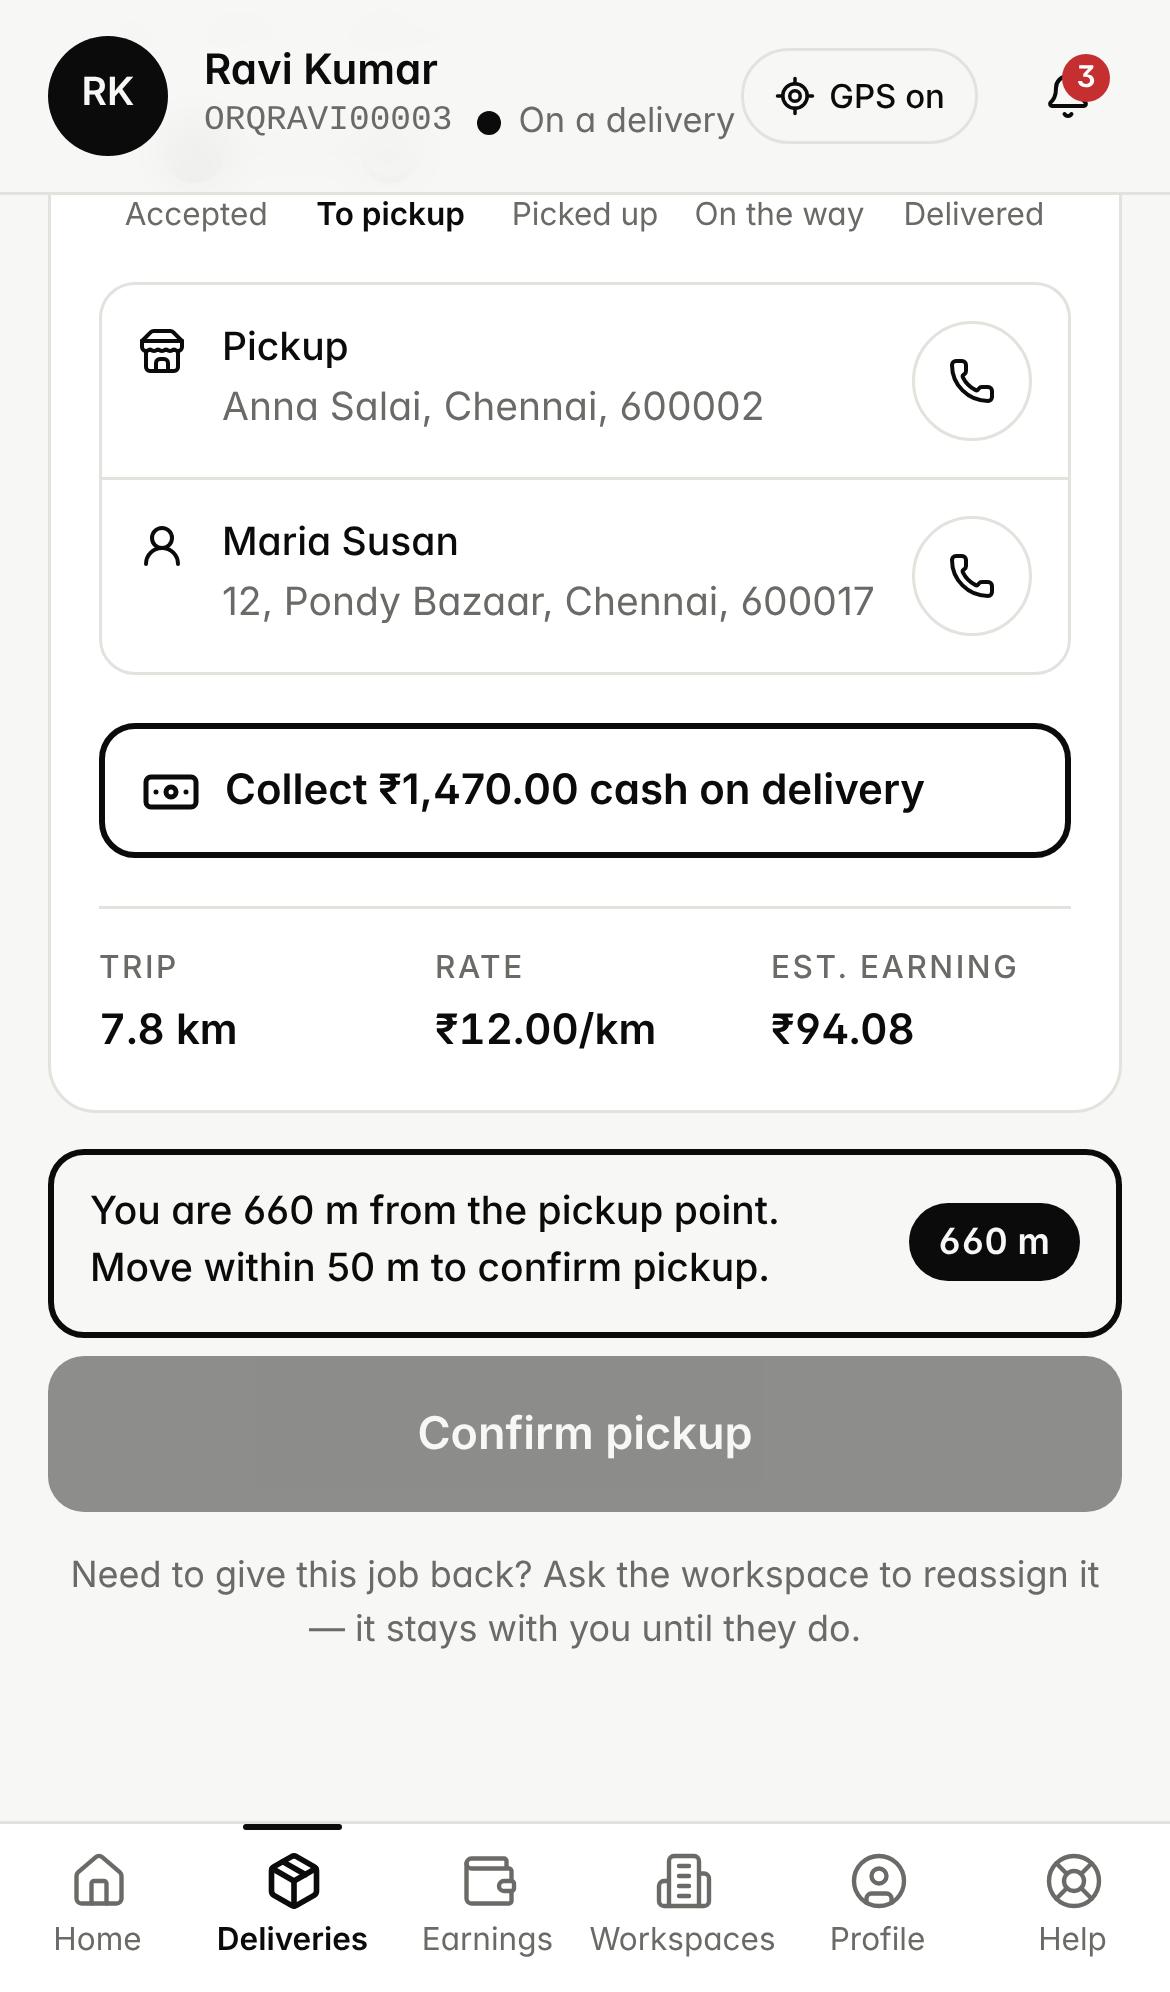 RK
Ravi Kumar
ORQRAVI00003
On a delivery
GPS on
3
Accepted
To pickup
Picked up
On the way
Delivered
Pickup
Anna Salai, Chennai, 600002
Maria Susan
12, Pondy Bazaar, Chennai, 600017
Collect ₹1,470.00 cash on delivery
TRIP
RATE
EST. EARNING
7.8 km
₹12.00/km
₹94.08
You are 660 m from the pickup point.
Move within 50 m to confirm pickup.
660 m
Confirm pickup
Need to give this job back? Ask the workspace to reassign it
— it stays with you until they do.
Home
Deliveries
Earnings
Workspaces
Profile
Help